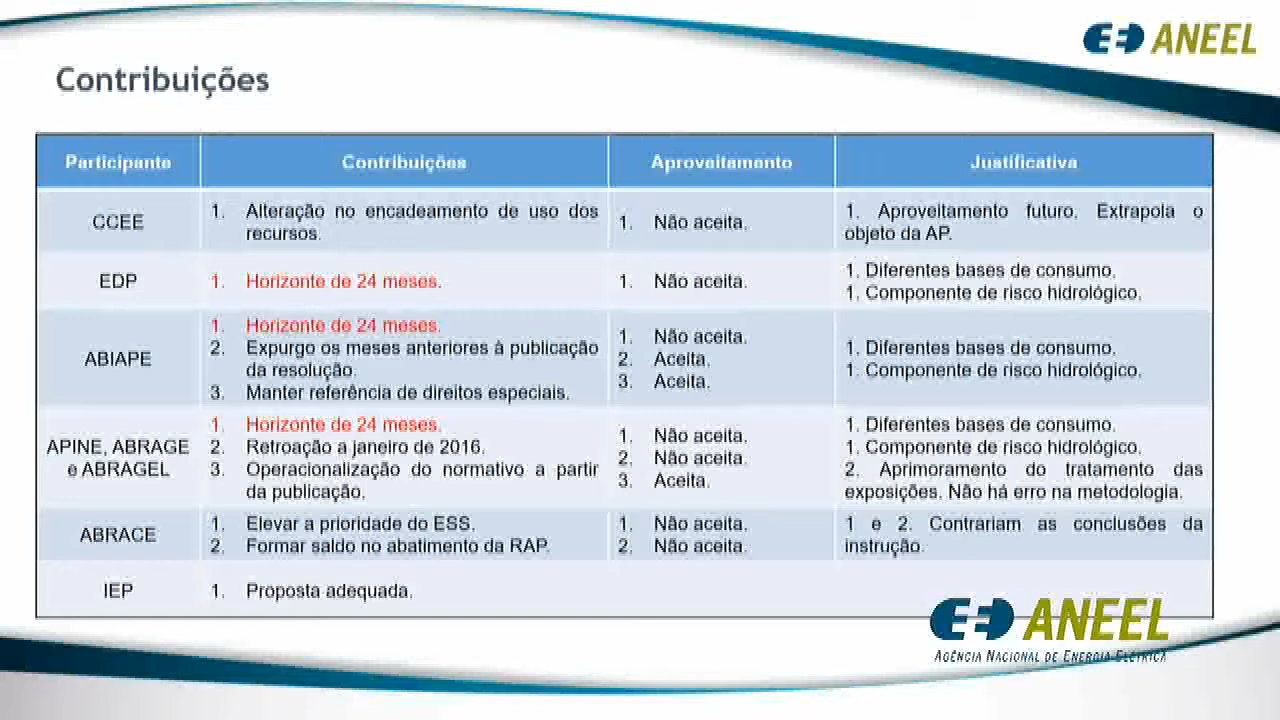 ANEEL
Contribuições
Participante Contribuições Aproveitamento Justificativa
CCEE
1. Alteração no encadeamento de uso dos
recursos.
1. Não aceita.
1. Aproveitamento futuro. Extrapola o
objeto da AP.
EDP
1. Horizonte de 24 meses.
1. Não aceita.
1. Diferentes bases de consumo.
1. Componente de risco hidrológico.
ABIAPE
1. Horizonte de 24 meses.
2. Expurgo os meses anteriores à publicação
da resolução.
3. Manter referência de direitos especiais.
1. Não aceita.
2. Aceita.
3. Aceita.
1. Diferentes bases de consumo.
1. Componente de risco hidrológico.
APINE, ABRAGE
e ABRAGEL
1. Horizonte de 24 meses.
2. Retroação a janeiro de 2016.
3. Operacionalização do normativo a partir
da publicação.
1. Não aceita.
2. Não aceita.
3. Aceita.
1. Diferentes bases de consumo.
1. Componente de risco hidrológico.
2. Aprimoramento do tratamento das
exposições. Não há erro na metodologia.
ABRACE
1. Elevar a prioridade do ESS.
2. Formar saldo no abatimento da RAP.
1. Não aceita.
2. Não aceita.
1 e 2. Contrariam as conclusões da
instrução.
IEP
1. Proposta adequada.
ANEEL
AGÊNCIA NACIONAL DE ENERGIA ELÉTRICA